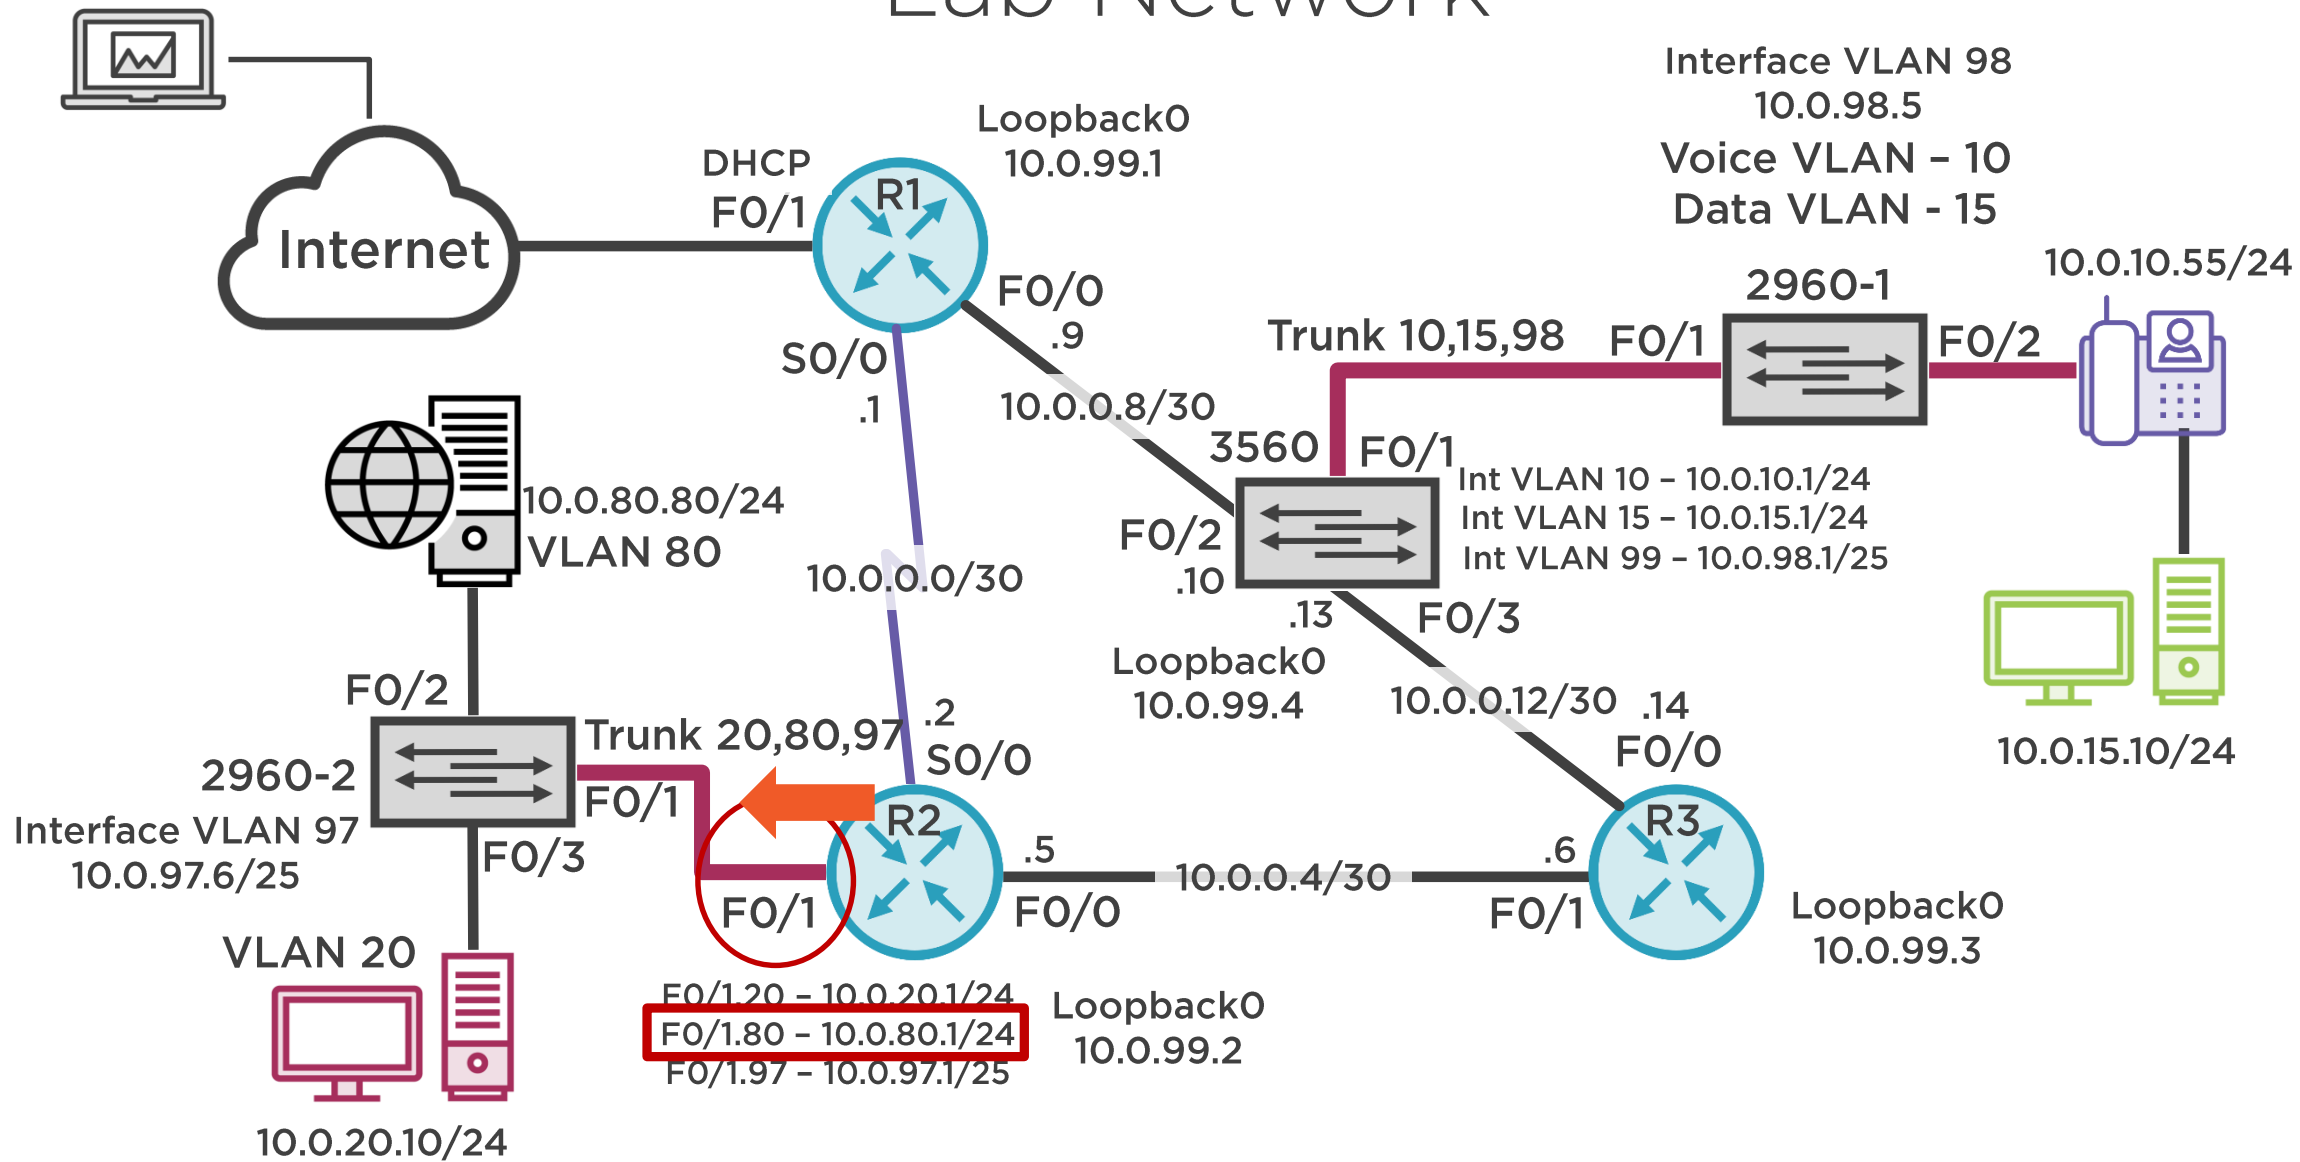 Lab Network
Interface VLAN 98
10.0.98.5
Voice VLAN – 10
Data VLAN - 15
Loopback0
10.0.99.1
DHCP
F0/1
R1
Internet
F0/0
.9
S0/0
.1
10.0.0.8/30
Trunk 10,15,98
F0/1
2960-1
F0/2
10.0.10.55/24
3560
F0/1
Int VLAN 10 – 10.0.10.1/24
Int VLAN 15 – 10.0.15.1/24
Int VLAN 99 – 10.0.98.1/25
F0/2
.10
.13
F0/3
Loopback0
10.0.99.4
10.0.80.80/24
VLAN 80
10.0.0.0/30
10.0.0.12/30
.14
F0/0
10.0.15.10/24
F0/2
Trunk 20,80,97
.2
S0/0
2960-2
F0/1
Interface VLAN 97
10.0.97.6/25
F0/3
R2
F0/1
.5
F0/0
10.0.0.4/30
.6
F0/1
R3
Loopback0
10.0.99.3
VLAN 20
10.0.20.10/24
F0/1.20 – 10.0.20.1/24
F0/1.80 – 10.0.80.1/24
F0/1.97 – 10.0.97.1/25
Loopback0
10.0.99.2